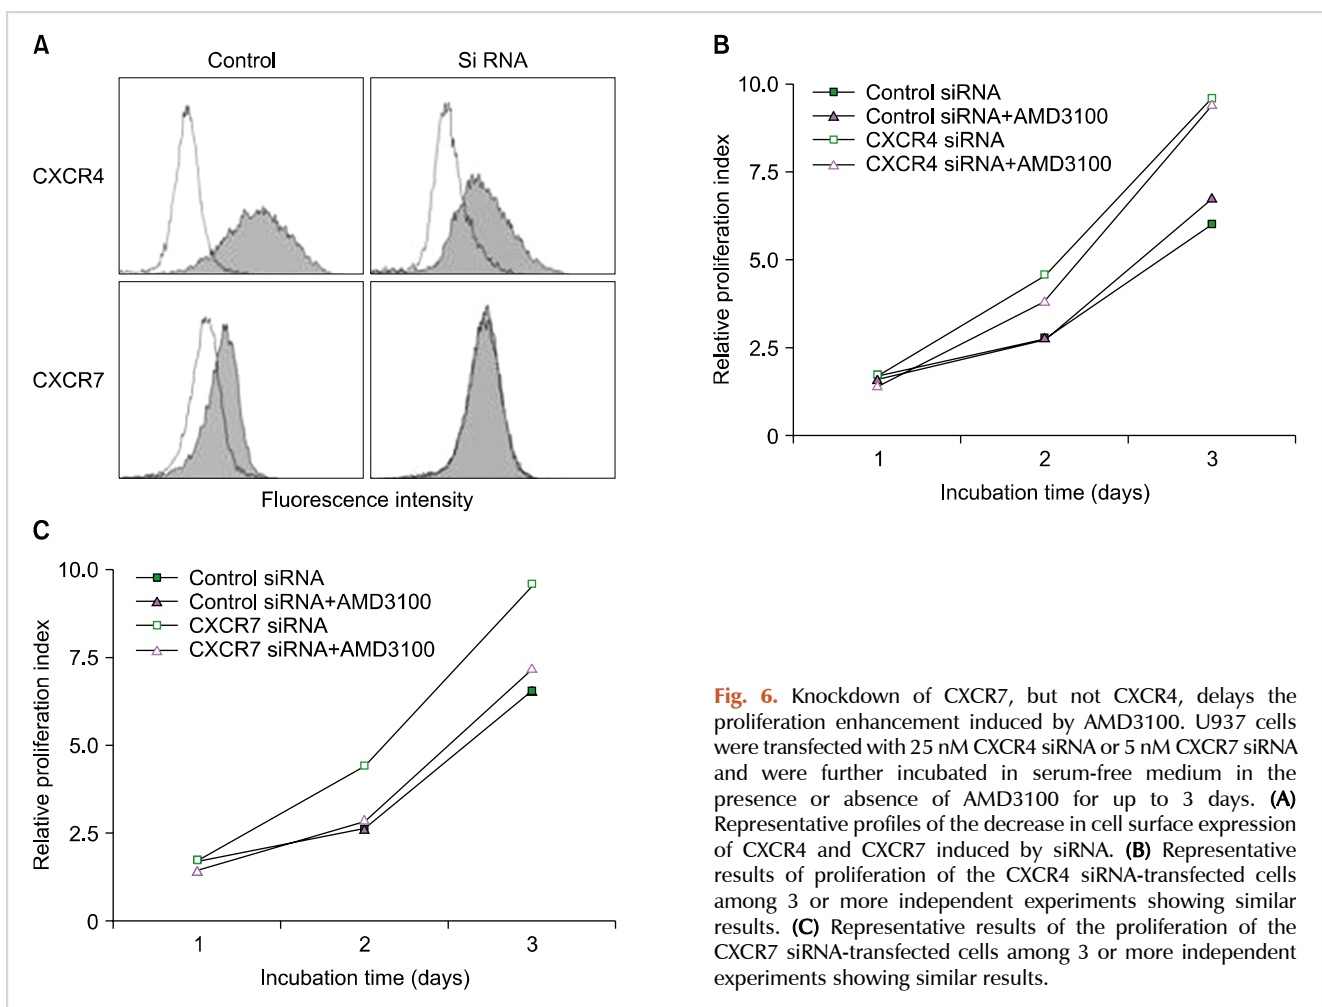 A
Control
Si RNA
CXCR4
CXCR7
Fluorescence intensity
B
Relative proliferation index
10.0
7.5
5.0
2.5
0
Control siRNA
Control siRNA+AMD3100
CXCR4 siRNA
CXCR4 siRNA+AMD3100
1
2
3
Incubation time (days)
C
Relative proliferation index
10.0
7.5
5.0
2.5
0
Control siRNA
Control siRNA+AMD3100
CXCR7 siRNA
CXCR7 siRNA+AMD3100
1
2
3
Incubation time (days)
Fig. 6. Knockdown of CXCR7, but not CXCR4, delays the
proliferation enhancement induced by AMD3100. U937 cells
were transfected with 25 nM CXCR4 siRNA or 5 nM CXCR7 siRNA
and were further incubated in serum-free medium in the
presence or absence of AMD3100 for up to 3 days. (A)
Representative profiles of the decrease in cell surface expression
of CXCR4 and CXCR7 induced by siRNA. (B) Representative
results of proliferation of the CXCR4 siRNA-transfected cells
among 3 or more independent experiments showing similar
results. (C) Representative results of the proliferation of the
CXCR7 siRNA-transfected cells among 3 or more independent
experiments showing similar results.